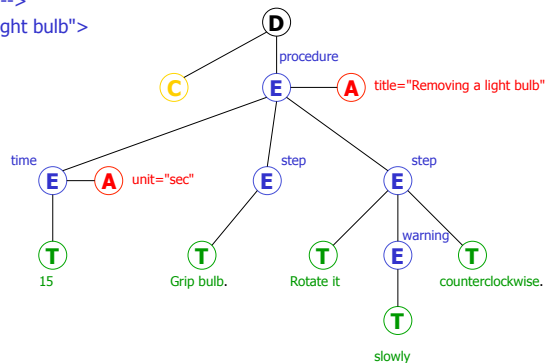 -->
ght bulb">
D
procedure
C
E
A
title="Removing a light bulb"
time
E
A
unit="sec"
step
E
step
E
T
15
T
Grip bulb.
T
Rotate it
warning
E
T
counterclockwise.
T
slowly